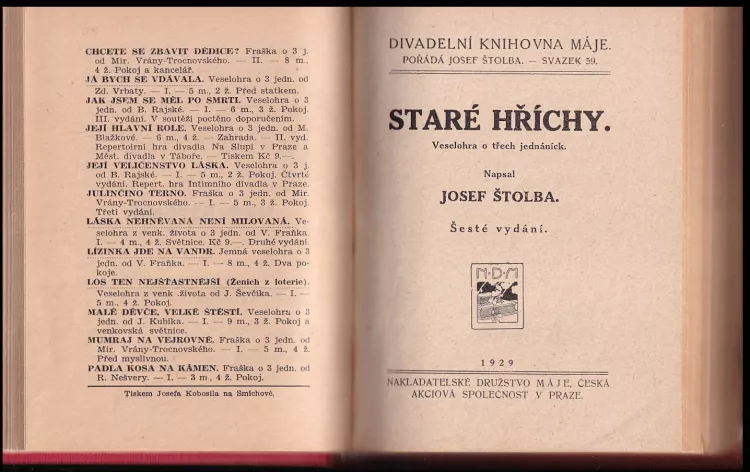 CHCETE SE ZBAVIT DĚDICE? Fraška o 3 j.
od Mir. Vrány-Trocnovského. — II. — 8 m.,
4 ž. Pokoj a kancelář.
JÁ BYCH SE VDÁVALA. Veselohra o 3 jedn. od
Zd. Vrbaty. — I. — 5 m., 2 ž. Před statkem.
JAK JSEM SE MĚL PO SMRTI. Veselohra o 3
jedn. od B. Rajské. — I. — 6 m., 3 ž. Pokoj.
III. vydání. V soutěži poctěno doporučením.
JEJÍ HLAVNÍ ROLE. Veselohra o 3 jedn. od M.
Blažkové. — 6 m., 4 ž. — Zahrada. — II. vyd.
Repertoirní hra divadla Na Slupi v Praze a
Měst. divadla v Táboře. — Tiskem Kč 9.—.
JEJÍ VELIČENSTVO LÁSKA. Veselohra o 3 jedn.
od B. Rajské. — I. — 5 m., 2 ž. Pokoj. Čtvrté
vydání. Repert. hra Intimního divadla v Praze.
JULINČINO TERNO. Fraška o 3 jedn. od Mir.
Vrány-Trocnovského. — I. — 5 m., 3 ž. Pokoj.
Třetí vydání.
LÁSKA NEHNĚVANÁ NENÍ MILOVANÁ. Ve-
selohra z venk. života o 3 jedn. od V. Fraňka.
I. — 4 m., 4 ž. Světnice. Kč 9.—. Druhé vydání.
LÍZINKA JDE NA VANDR. Jemná veselohra o 3
jedn. od V. Fraňka. — I. — 8 m., 4 ž. Dva po-
koje.
LOS TEN NEJŠŤASTNĚJŠÍ (Ženich z loterie).
Veselohra z venk .života od J. Ševčíka. — I.—
5 m., 4 ž. Pokoj.
MALÉ DĚVČE, VELKÉ ŠTĚSTÍ. Veselohra o 3
jedn. od J. Kubíka. — I. — 9 m., 3 ž. Pokoj a
venkovská světnice.
MUMRAJ NA VEJROVNĚ. Fraška o 3 jedn. od
Mir. Vrány-Trocnovského. — I. — 5 m., 4 ž.
Před myslivnou.
PADLA KOSA NA KÁMEN. Fraška o 3 jedn. od
R. Nešvery. — I. — 3 m., 4 ž. Pokoj.
Tiskem Josefa Kobosila na Smíchově.
DIVADELNÍ KNIHOVNA MÁJE.
POŘÁDÁ JOSEF ŠTOLBA. — SVAZEK 59.
STARÉ HŘÍCHY.
Veselohra o třech jednáních.
Napsal
JOSEF ŠTOLBA.
Šesté vydání.
N·D·M
1929
NAKLADATELSKÉ DRUŽSTVO MÁJE, ČESKÁ
AKCIOVÁ SPOLEČNOST V PRAZE.